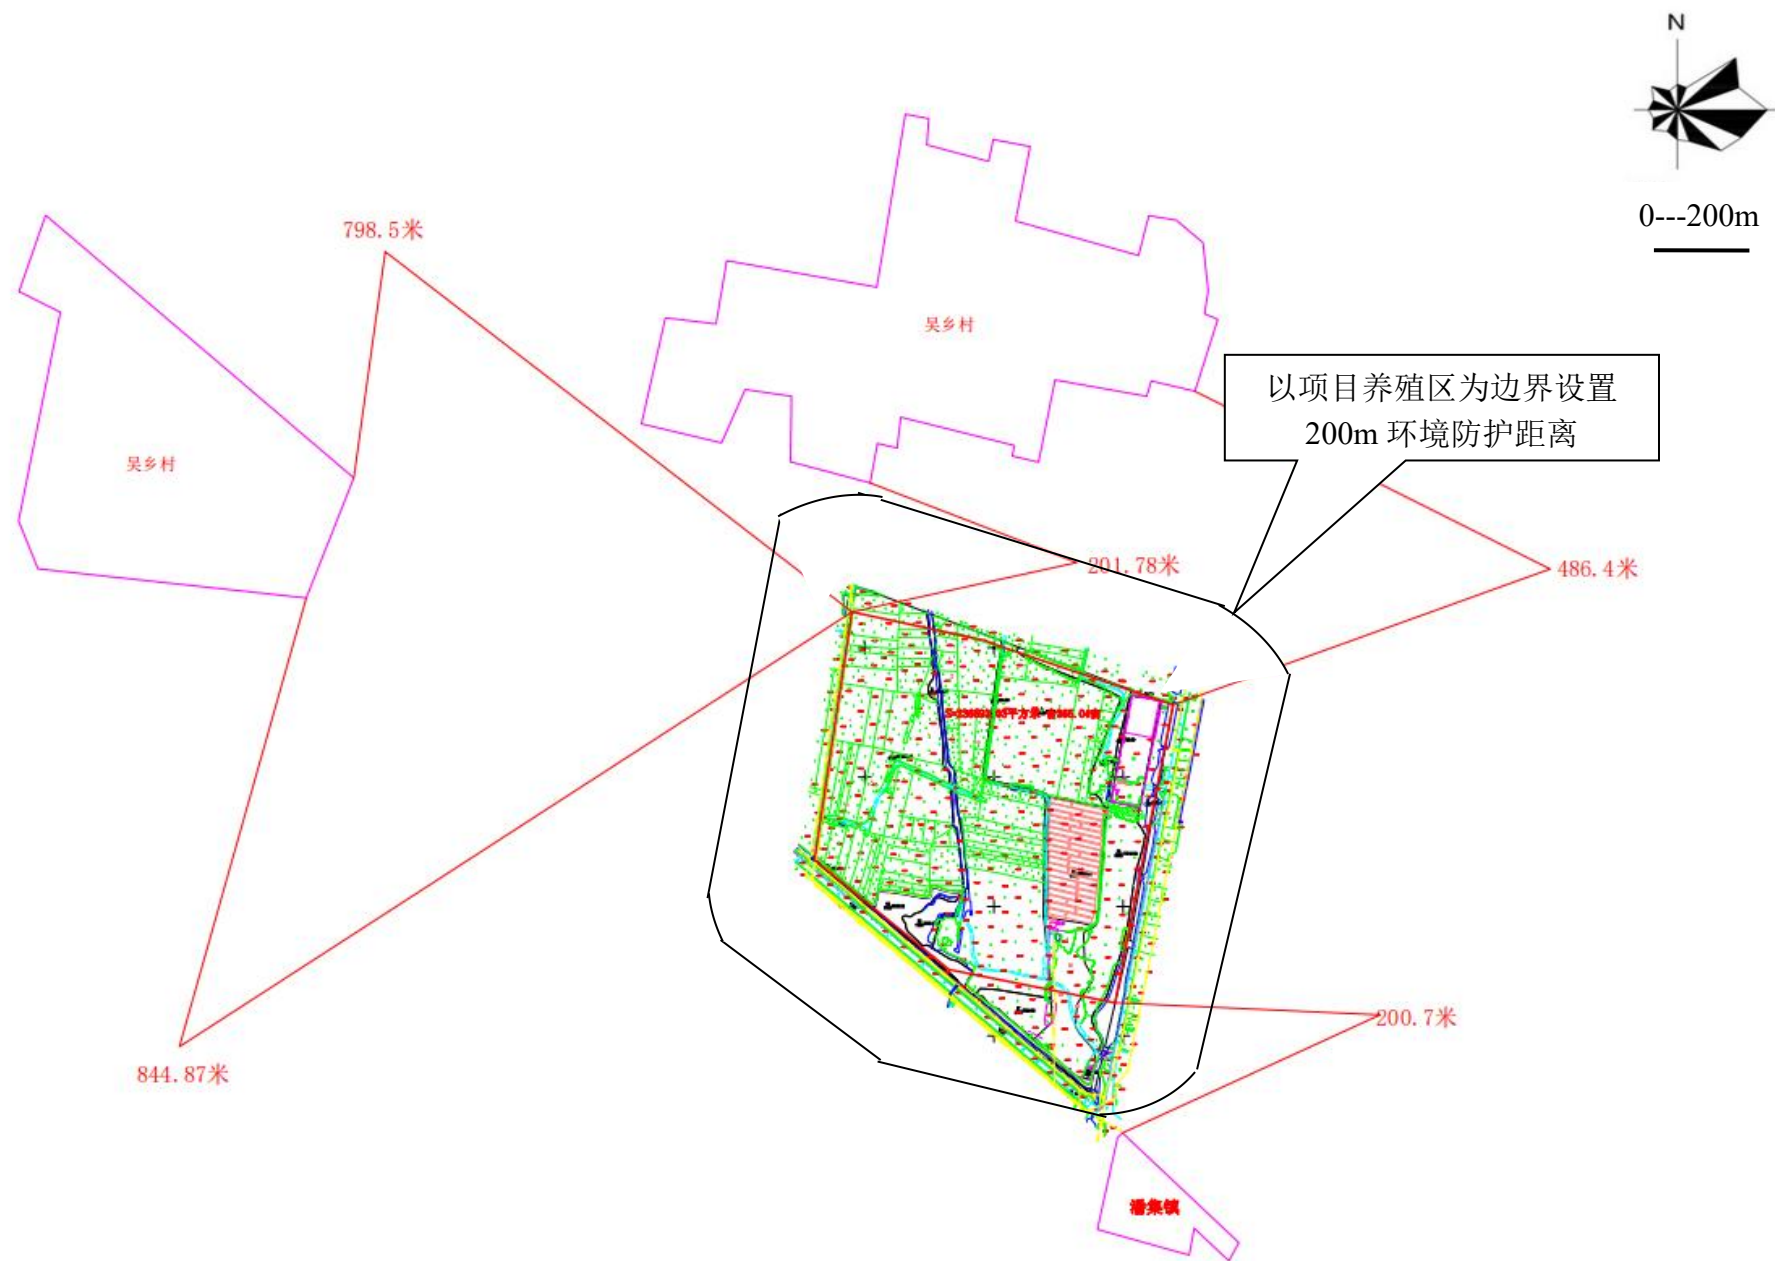 N
0---200m
798.5米
吴乡村
以项目养殖区为边界设置
200m 环境防护距离
吴乡村
201.78米
486.4米
200.7米
844.87米
潘集镇